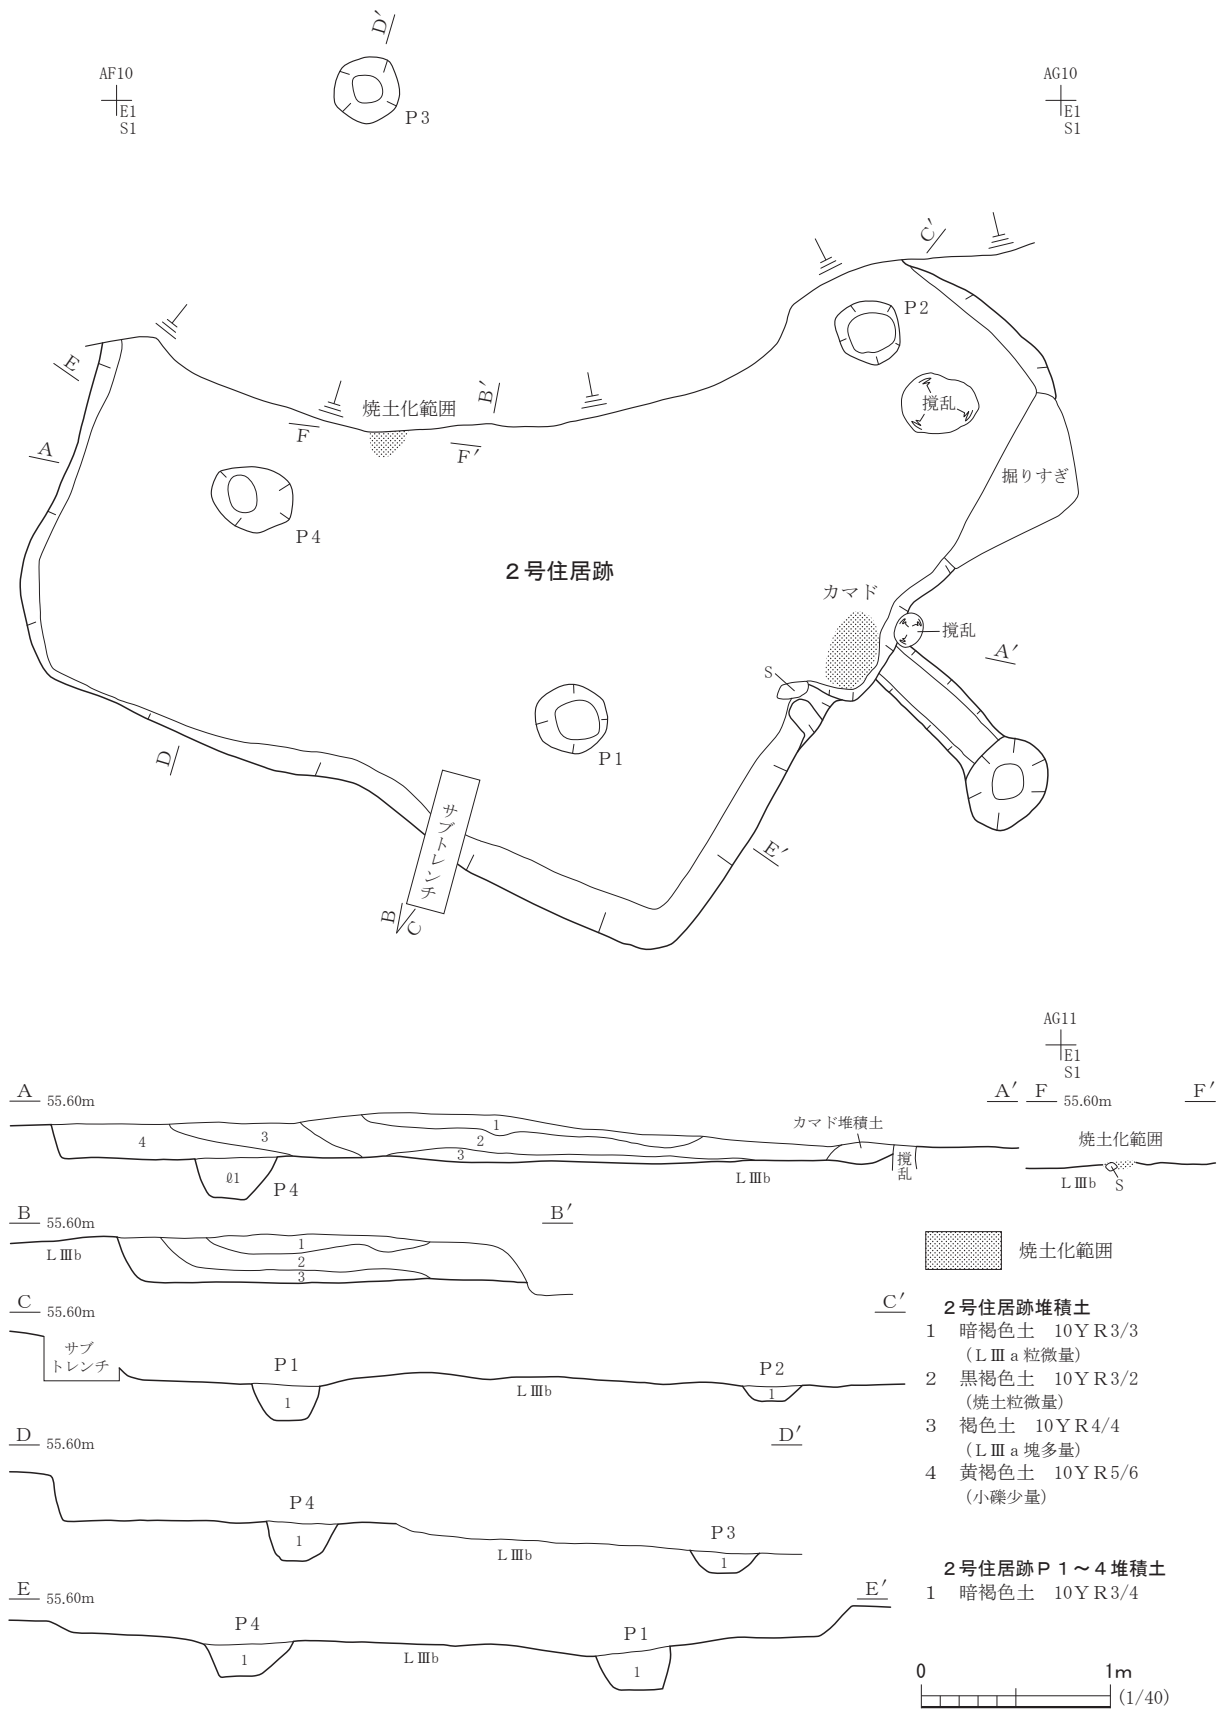 D′
AF10
E1
S1
P3
AG10
E1
S1
C′
P2
E
B′
焼土化範囲
F
F′
撹乱
A
掘りすぎ
P4
2号住居跡
カマド
撹乱
A′
S
D
P1
サブトレンチ
E′
B
C
AG11
E1
S1
A 55.60m
A′
F 55.60m
F′
1
カマド堆積土
焼土化範囲
4
3
2
3
撹乱
ℓ1
P4
LⅢb
LⅢb
S
B 55.60m
B′
LⅢb
1
2
3
焼土化範囲
C 55.60m
C′
サブ
トレンチ
P1
1
LⅢb
P2
1
D 55.60m
D′
P4
1
LⅢb
P3
1
E 55.60m
E′
P4
1
LⅢb
P1
1
2号住居跡堆積土
1 暗褐色土 10YR3/3
(LⅢa粒微量)
2 黒褐色土 10YR3/2
(焼土粒微量)
3 褐色土 10YR4/4
(LⅢa塊多量)
4 黄褐色土 10YR5/6
(小礫少量)
2号住居跡P1～4堆積土
1 暗褐色土 10YR3/4
0 1m
(1/40)